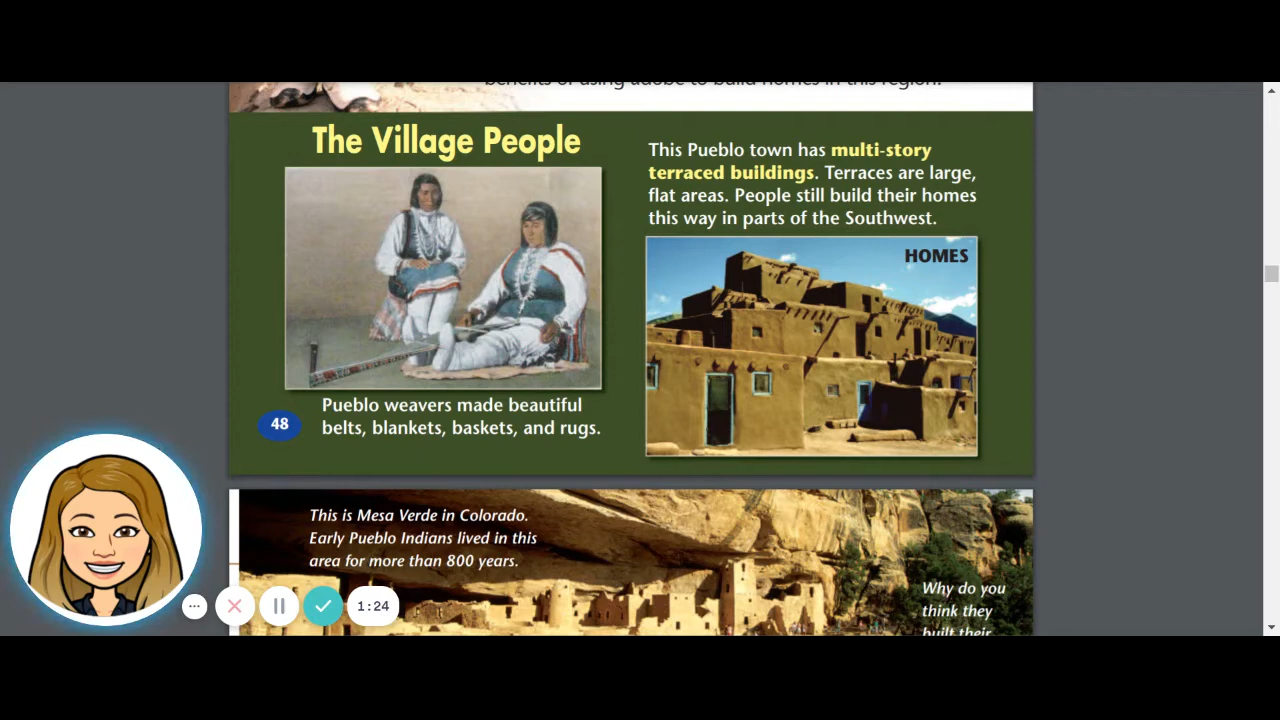 benefits of using adobe to build homes in this region.
The Village People
This Pueblo town has multi-story
terraced buildings. Terraces are large,
flat areas. People still build their homes
this way in parts of the Southwest.
HOMES
Pueblo weavers made beautiful
belts, blankets, baskets, and rugs.
48
This is Mesa Verde in Colorado.
Early Pueblo Indians lived in this
area for more than 800 years.
Why do you
think they
built their
1:24